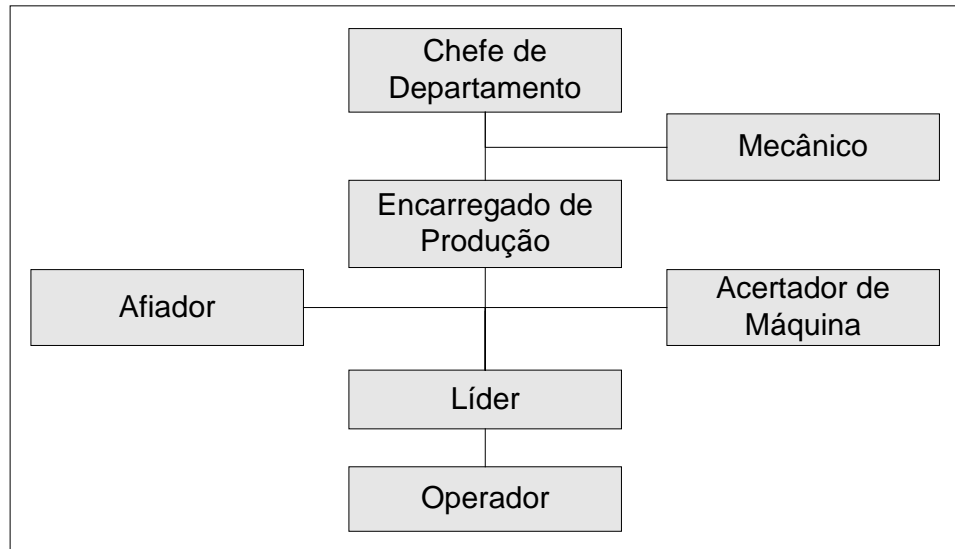 Chefe de
Departamento
Mecânico
Encarregado de
Produção
Afiador
Acertador de
Máquina
Líder
Operador